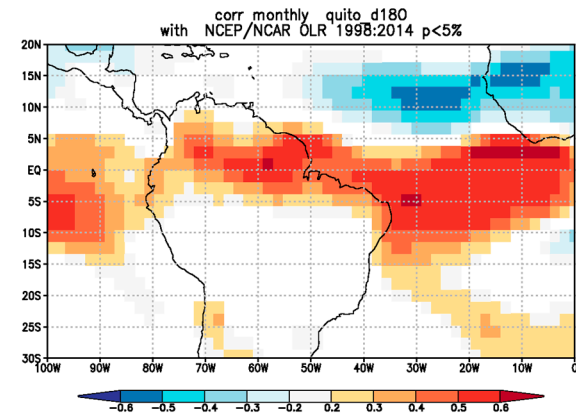 corr monthly quito_d18O
with NCEP/NCAR OLR 1998:2014 p<5%
20N
15N
10N
5N
EQ
5S
10S
15S
20S
25S
30S
100W 90W 80W 70W 60W 50W 40W 30W 20W 10W 0
-0.6 -0.5 -0.4 -0.3 -0.2 0.2 0.3 0.4 0.5 0.6